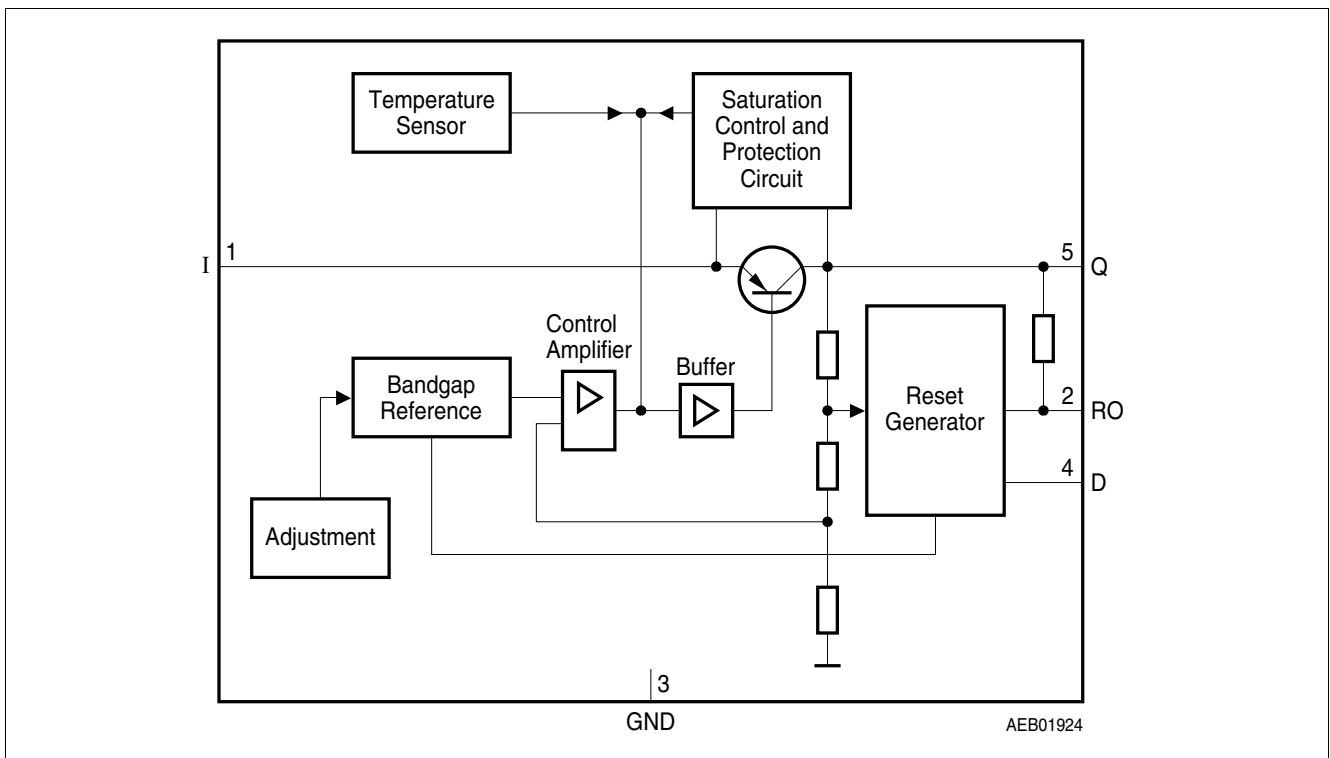 Temperature
Sensor
Saturation
Control and
Protection
Circuit
I
1
5
Q
Control
Amplifier
Buffer
Bandgap
Reference
Reset
Generator
2
RO
4
D
Adjustment
3
GND
AEB01924